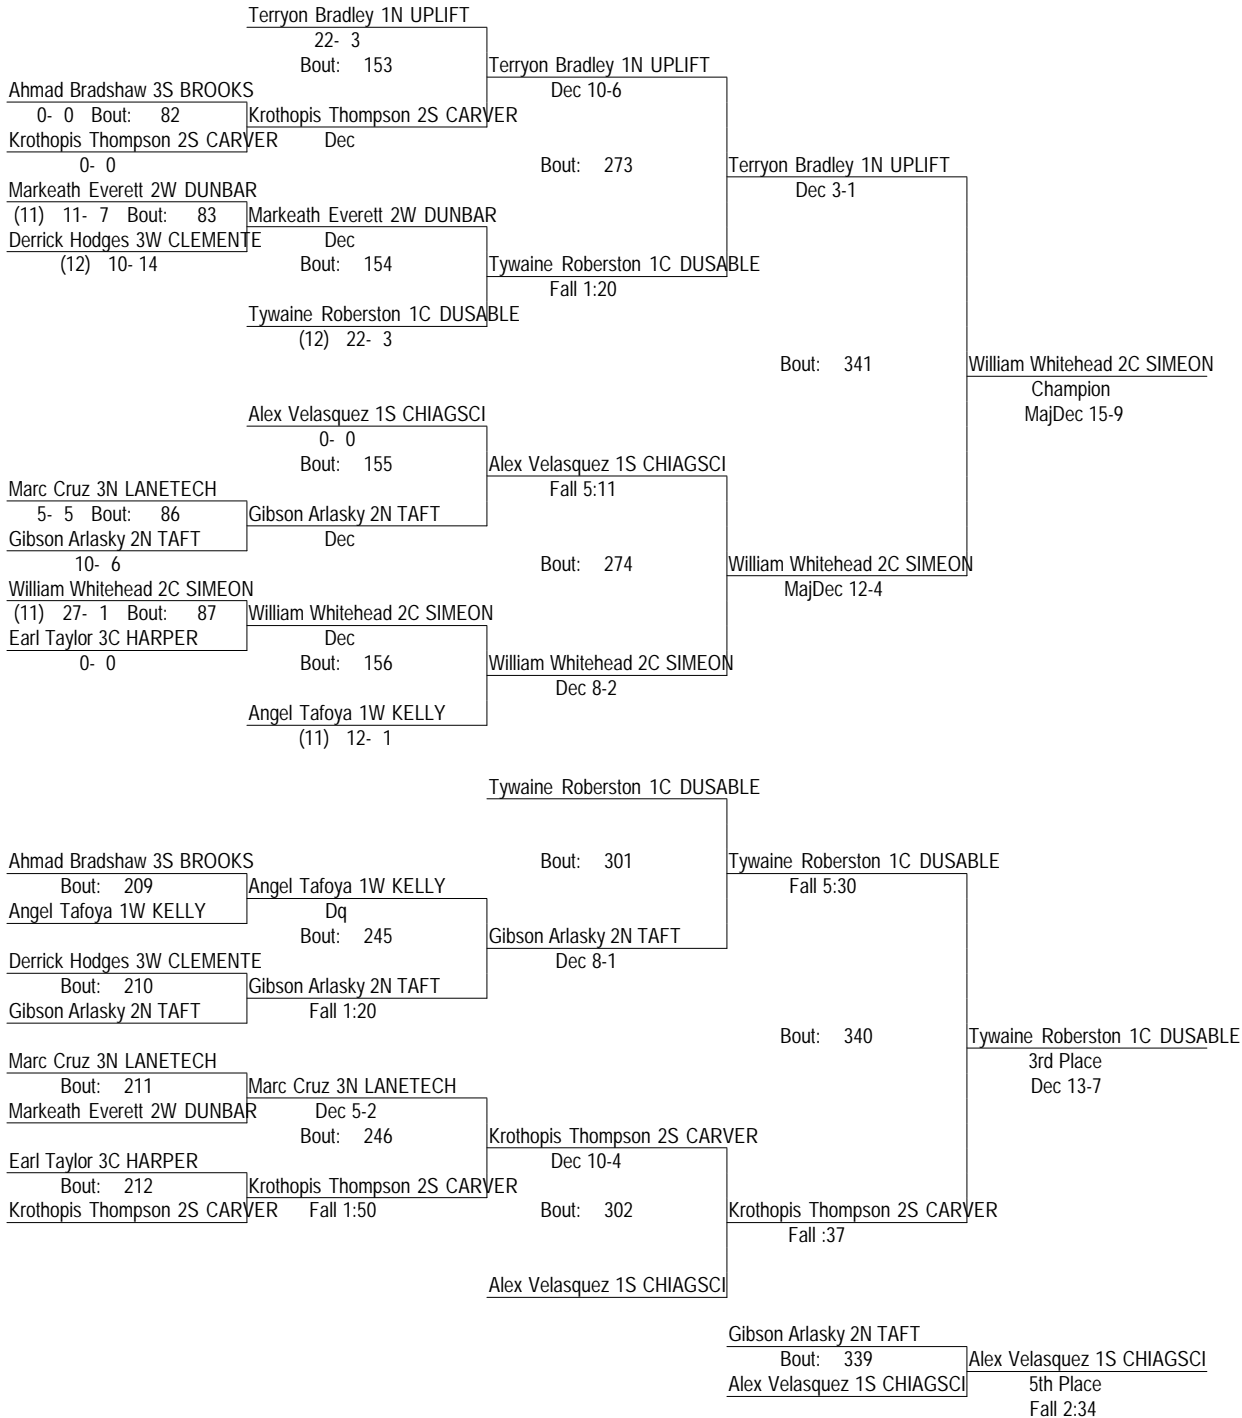 Terryon Bradley 1N UPLIFT
22- 3
Bout: 153
Terryon Bradley 1N UPLIFT
Ahmad Bradshaw 3S BROOKS
Dec 10-6
0- 0 Bout: 82
Krothopis Thompson 2S CARVER
Krothopis Thompson 2S CARVER
Dec
0- 0
Bout: 273
Terryon Bradley 1N UPLIFT
Markeath Everett 2W DUNBAR
Dec 3-1
(11) 11- 7 Bout: 83
Markeath Everett 2W DUNBAR
Derrick Hodges 3W CLEMENTE
Dec
(12) 10- 14
Bout: 154
Tywaine Roberston 1C DUSABLE
Fall 1:20
Tywaine Roberston 1C DUSABLE
(12) 22- 3
Bout: 341
William Whitehead 2C SIMEON
Champion
MajDec 15-9
Alex Velasquez 1S CHIAGSCI
0- 0
Bout: 155
Alex Velasquez 1S CHIAGSCI
Marc Cruz 3N LANETECH
Fall 5:11
5- 5 Bout: 86
Gibson Arlasky 2N TAFT
Gibson Arlasky 2N TAFT
Dec
10- 6
Bout: 274
William Whitehead 2C SIMEON
William Whitehead 2C SIMEON
MajDec 12-4
(11) 27- 1 Bout: 87
William Whitehead 2C SIMEON
Earl Taylor 3C HARPER
Dec
0- 0
Bout: 156
William Whitehead 2C SIMEON
Dec 8-2
Angel Tafoya 1W KELLY
(11) 12- 1
Tywaine Roberston 1C DUSABLE
Ahmad Bradshaw 3S BROOKS
Bout: 301
Tywaine Roberston 1C DUSABLE
Bout: 209
Angel Tafoya 1W KELLY
Fall 5:30
Angel Tafoya 1W KELLY
Dq
Bout: 245
Gibson Arlasky 2N TAFT
Derrick Hodges 3W CLEMENTE
Dec 8-1
Bout: 210
Gibson Arlasky 2N TAFT
Gibson Arlasky 2N TAFT
Fall 1:20
Bout: 340
Tywaine Roberston 1C DUSABLE
3rd Place
Dec 13-7
Marc Cruz 3N LANETECH
Bout: 211
Marc Cruz 3N LANETECH
Markeath Everett 2W DUNBAR
Dec 5-2
Bout: 246
Krothopis Thompson 2S CARVER
Earl Taylor 3C HARPER
Dec 10-4
Bout: 212
Krothopis Thompson 2S CARVER
Krothopis Thompson 2S CARVER
Fall 1:50
Bout: 302
Krothopis Thompson 2S CARVER
Fall :37
Alex Velasquez 1S CHIAGSCI
Gibson Arlasky 2N TAFT
Bout: 339
Alex Velasquez 1S CHIAGSCI
Alex Velasquez 1S CHIAGSCI
5th Place
Fall 2:34